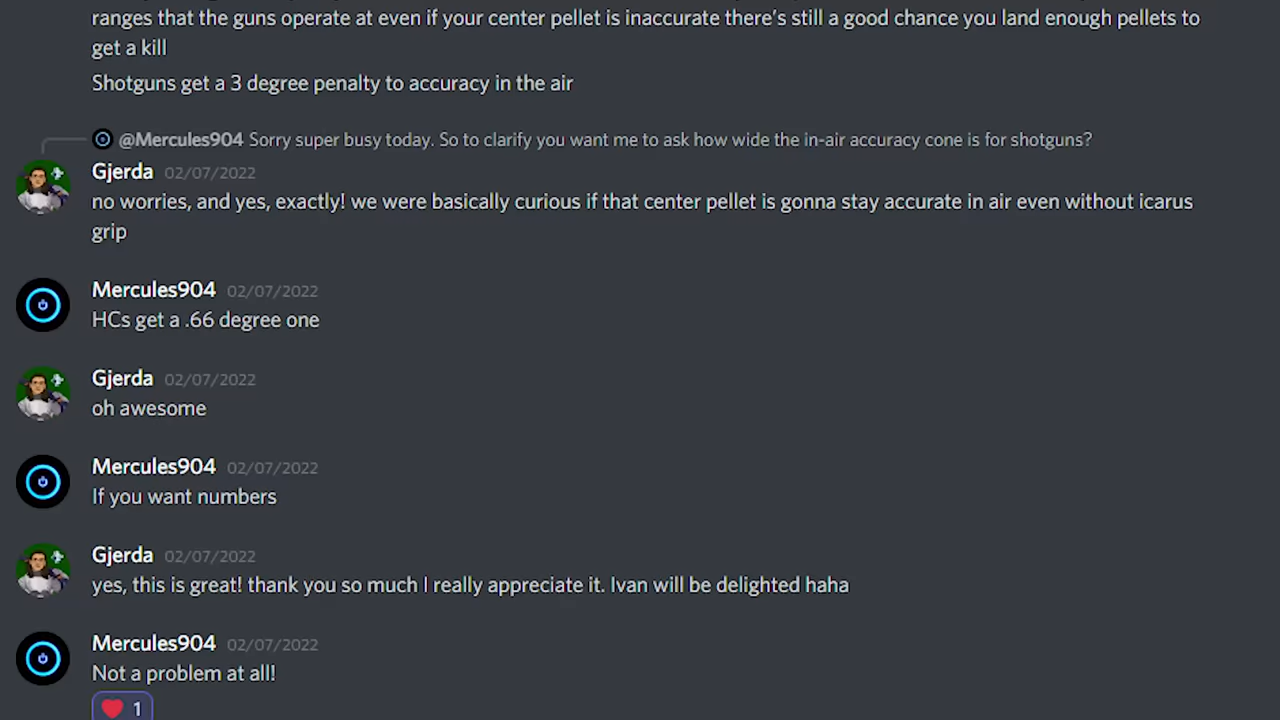 ranges that the guns operate at even if your center pellet is inaccurate there's still a good chance you land enough pellets to
get a kill
Shotguns get a 3 degree penalty to accuracy in the air
@Mercules904 Sorry super busy today. So to clarify you want me to ask how wide the in-air accuracy cone is for shotguns?
Gjerda 02/07/2022
no worries, and yes, exactly! we were basically curious if that center pellet is gonna stay accurate in air even without icarus
grip
Mercules904 02/07/2022
HCs get a .66 degree one
Gjerda 02/07/2022
oh awesome
Mercules904 02/07/2022
If you want numbers
Gjerda 02/07/2022
yes, this is great! thank you so much I really appreciate it. Ivan will be delighted haha
Mercules904 02/07/2022
Not a problem at all!
❤️ 1